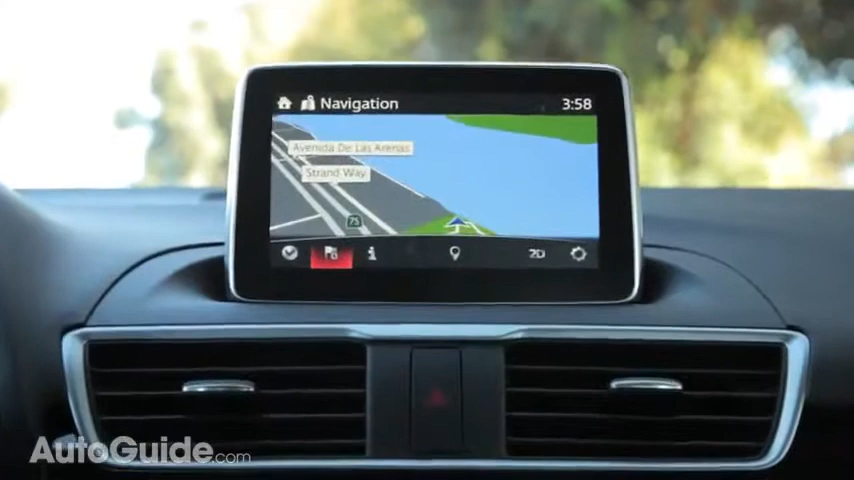 Navigation
3:58
Avenida De Las Arenas
Strand Way
75
2D
AutoGuide.com